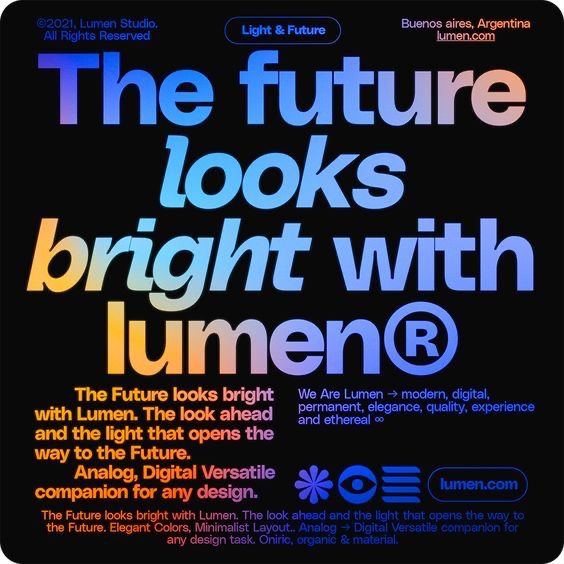 ©2021, Lumen Studio.
All Rights Reserved
Light & Future
Buenos aires, Argentina
lumen.com
The future
looks
bright with
lumen®
The Future looks bright
with Lumen. The look ahead
and the light that opens the
way to the Future.
Analog, Digital Versatile
companion for any design.
We Are Lumen → modern, digital,
permanent, elegance, quality, experience
and ethereal ∞
lumen.com
The Future looks bright with Lumen. The look ahead and the light that opens the way to
the Future. Elegant Colors, Minimalist Layout.. Analog → Digital Versatile companion for
any design task. Oniric, organic & material.